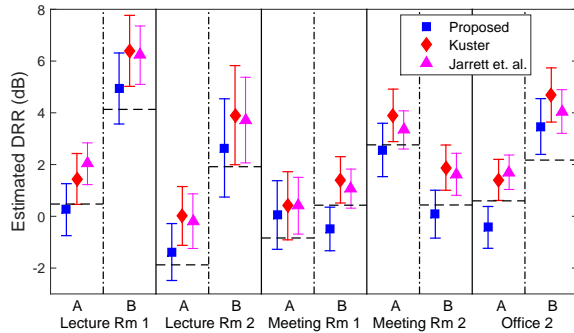 8
6
4
2
0
-2
Estimated DRR (dB)
Proposed
Kuster
Jarrett et. al.
A B A B A B A B A B
Lecture Rm 1 Lecture Rm 2 Meeting Rm 1 Meeting Rm 2 Office 2